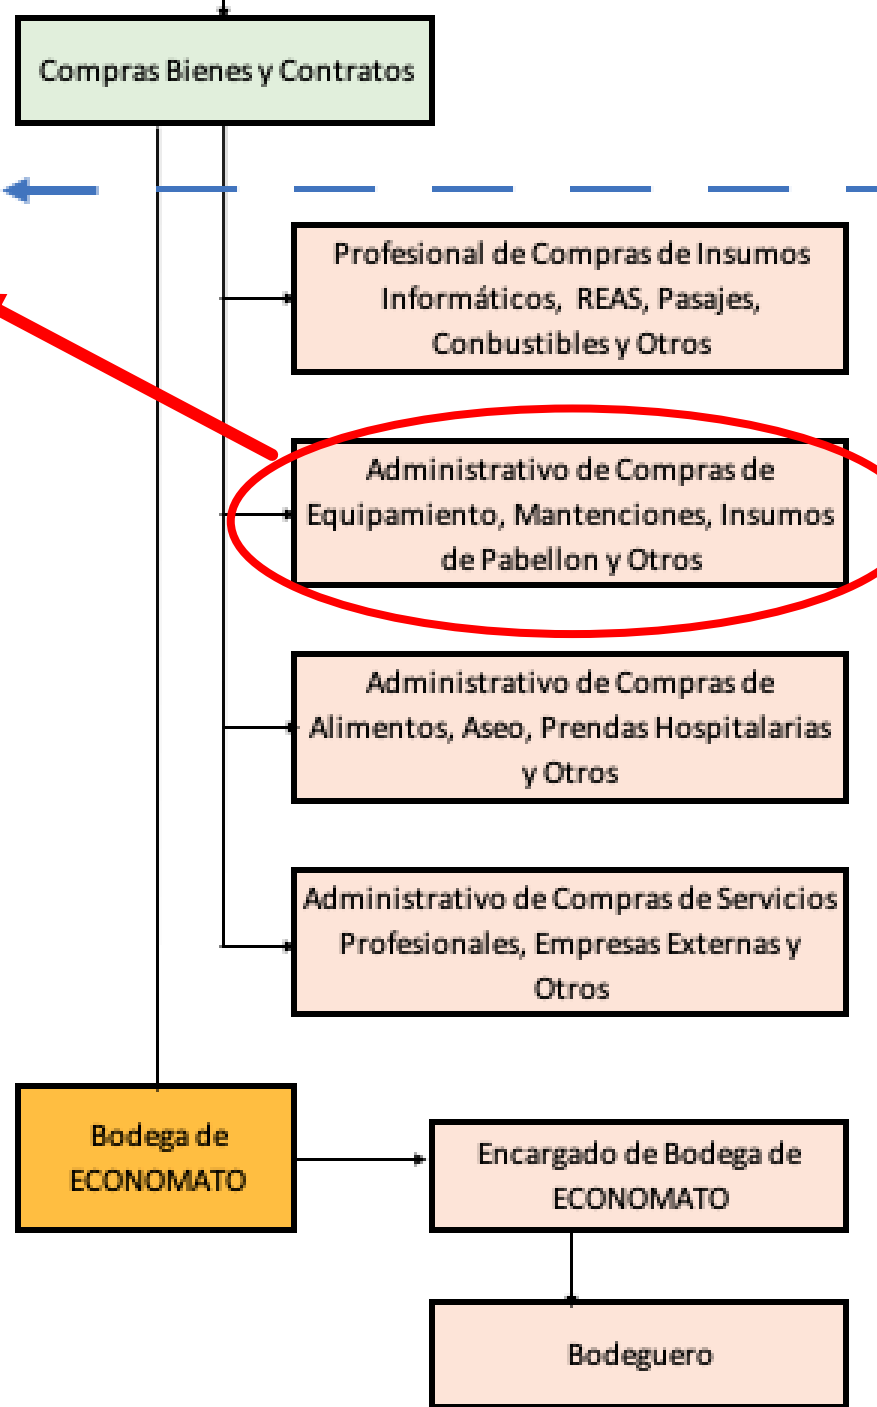 Compras Bienes y Contratos
Profesional de Compras de Insumos
Informáticos, REAS, Pasajes,
Conbustibles y Otros
Administrativo de Compras de
Equipamiento, Mantenciones, Insumos
de Pabellon y Otros
Administrativo de Compras de
Alimentos, Aseo, Prendas Hospitalarias
y Otros
Administrativo de Compras de Servicios
Profesionales, Empresas Externas y
Otros
Bodega de
ECONOMATO
Encargado de Bodega de
ECONOMATO
Bodeguero